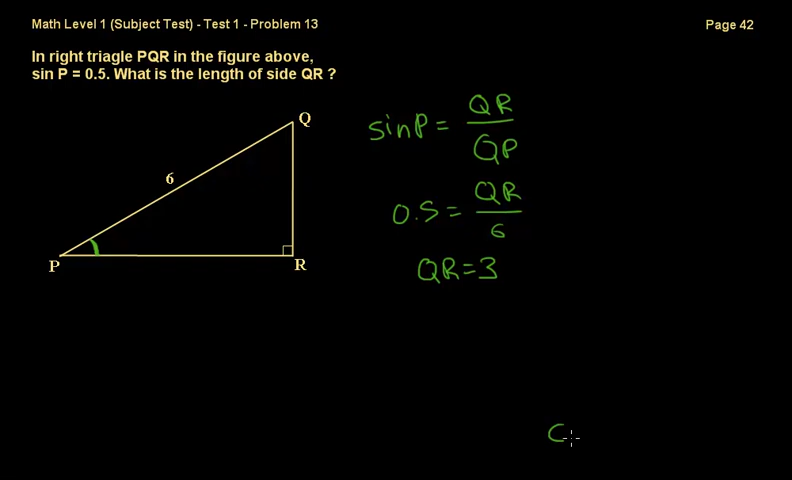 Math Level 1 (Subject Test) - Test 1 - Problem 13
Page 42
In right triagle PQR in the figure above,
sin P = 0.5. What is the length of side QR ?
Q
6
P
R
sinP = QR
QP
0.5 = QR
6
QR = 3
C